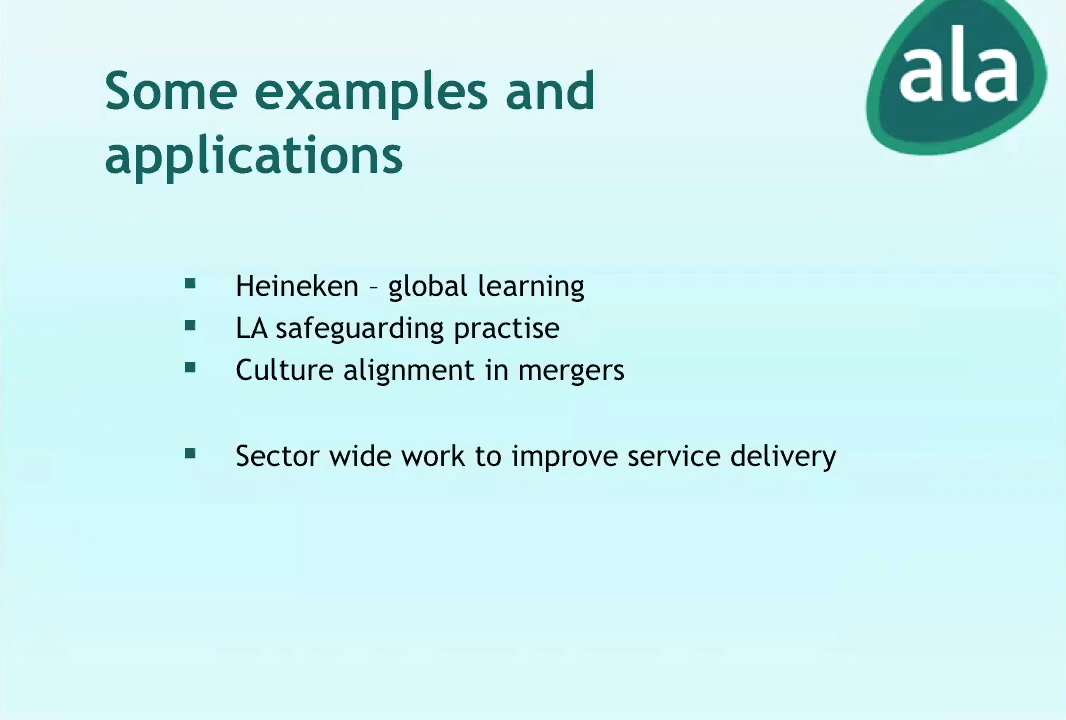 ala
Some examples and
applications
Heineken – global learning
LA safeguarding practise
Culture alignment in mergers
Sector wide work to improve service delivery